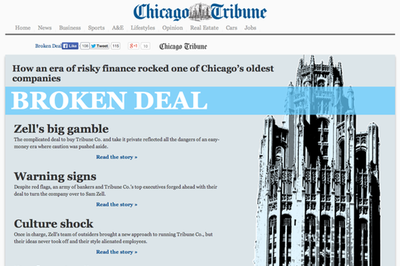 Chicago Tribune
Home News Business Sports A&E Lifestyles Opinion Real Estate Cars Jobs
Broken Deal Like 108 Tweet 116 Chicago Tribune
How an era of risky finance rocked one of Chicago's oldest
companies
BROKEN DEAL
Zell's big gamble
The complicated deal to buy Tribune Co. and take it private reflected all the dangers of an easy-
money era where caution was pushed aside.
Read the story »
Warning signs
Despite red flags, an army of bankers and Tribune Co.'s top executives forged ahead with their
deal to turn the company over to Sam Zell.
Read the story »
Culture shock
Once in charge, Zell's team of outsiders brought a new approach to running Tribune Co., but
their ideas never took off and their style alienated employees.
Read the story »